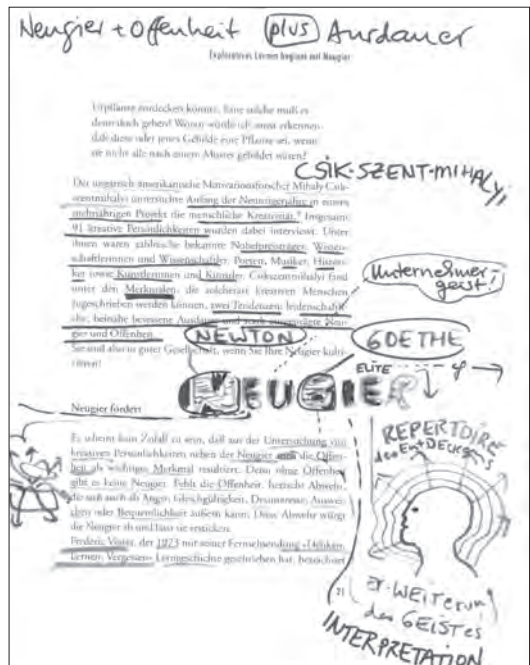 Neugier + Offenheit plus Ausdauer
Exploratives Lernen beginnt mit Neugier
Urpflanze entdecken könnte. Eine solche muß es
denn doch geben! Woran würde ich sonst erkennen,
daß dieses oder jenes Gebilde eine Pflanze sei, wenn
sie nicht alle nach einem Muster gebildet wären?
CSIK-SZENT-MIHALYI
Der ungarisch-amerikanische Motivationsforscher Mihaly Csik-
szentmihalyi untersuchte Anfang der Neunzigerjahre in einem
mehrjährigen Projekt die menschliche Kreativität. Insgesamt
91 kreative Persönlichkeiten wurden dabei interviewt. Unter
ihnen waren zahlreiche bekannte Nobelpreisträger, Wissen-
schaftlerinnen und Wissenschaftler, Poeten, Musiker, Histori-
ker sowie Künstlerinnen und Künstler. Csikszentmihalyi fand
unter den Merkmalen, die solcherart kreativen Menschen
zugeschrieben werden können, zwei Tendenzen: leidenschaft-
liche, beinahe besessene Ausdauer und stark ausgeprägte Neu-
gier und Offenheit.
Unternehmer-
geist!
NEWTON
GOETHE
Sie sind also in guter Gesellschaft, wenn Sie Ihre Neugier kulti-
vieren!
ELITE
NEUGIER
Neugier fördert
Es scheint kein Zufall zu sein, daß aus der Untersuchung von
kreativen Persönlichkeiten neben der Neugier auch die Offen-
heit als wichtiges Merkmal resultiert. Denn ohne Offenheit
gibt es keine Neugier. Fehlt die Offenheit, herrscht Abwehr,
die sich auch als Angst, Gleichgültigkeit, Desinteresse, Auswei-
chen oder Bequemlichkeit äußern kann. Diese Abwehr würgt
die Neugier ab und lässt sie ersticken.
Frederic Vester, der 1973 mit seiner Fernsehsendung «Denken,
Lernen, Vergessen» Lerngeschichte geschrieben hat, bezeichnet
REPERTOIRE
des EntDECKENS
21
Er-WEITerung
des GEISTes
INTERPRETATION